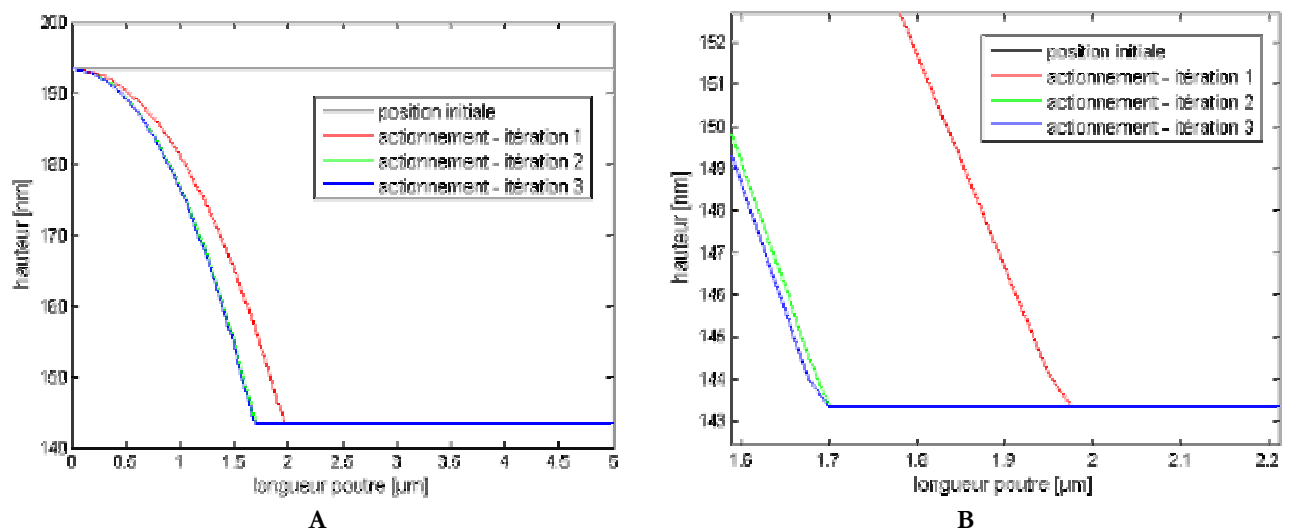 200
190
180
170
160
150
140
hauteur [nm]
0 0.5 1 1.5 2 2.5 3 3.5 4 4.5 5
longueur poutre [µm]
position initiale
actionnement - itération 1
actionnement - itération 2
actionnement - itération 3
A
152
151
150
149
148
147
146
145
144
143
hauteur [nm]
1.6 1.7 1.8 1.9 2 2.1 2.2
longueur poutre [µm]
position initiale
actionnement - itération 1
actionnement - itération 2
actionnement - itération 3
B